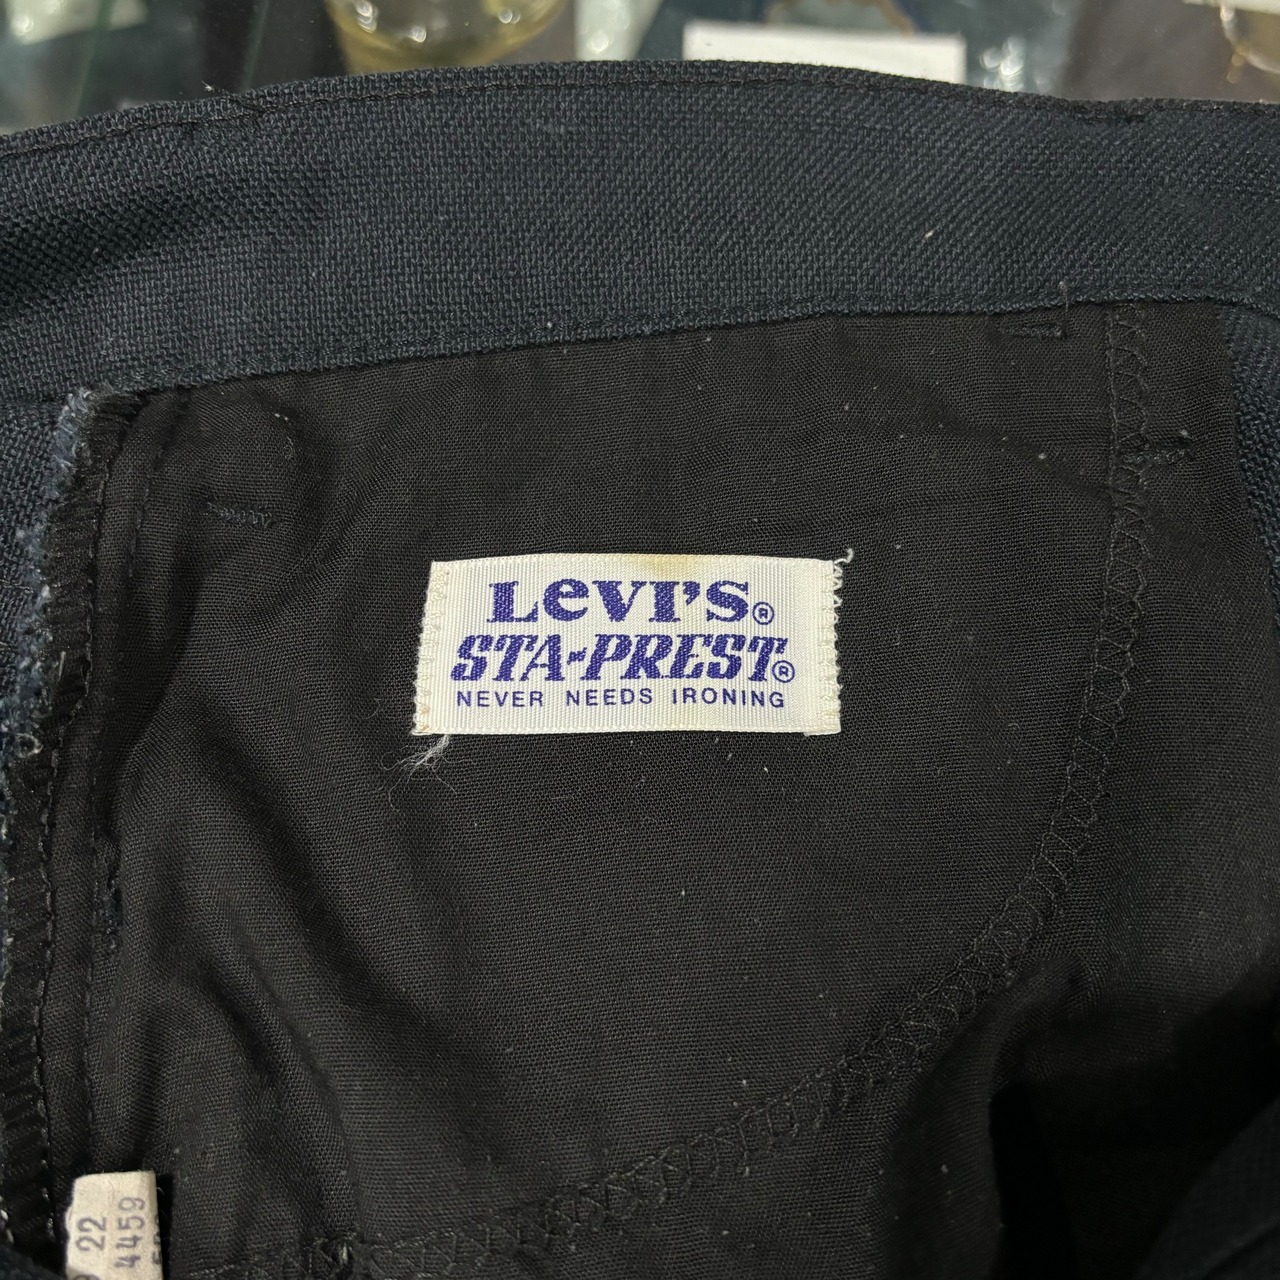 LeVI'S®
STA-PREST®
NEVER NEEDS IRONING
22
4459